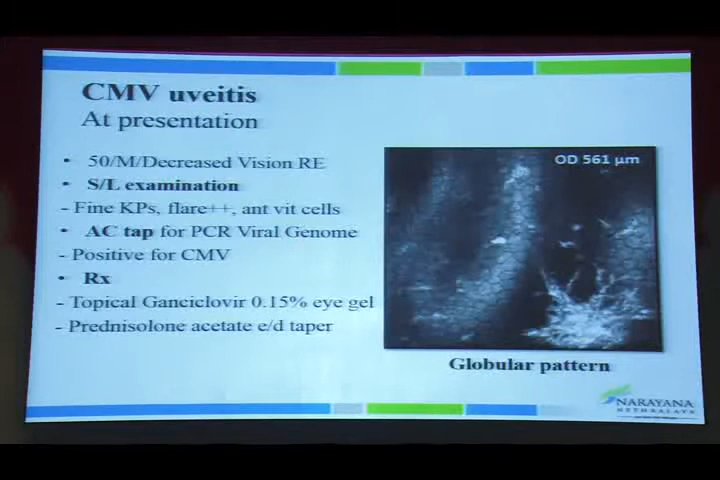 CMV uveitis
At presentation
• 50/M/Decreased Vision RE
• S/L examination
- Fine KPs, flare++, ant vit cells
• AC tap for PCR Viral Genome
- Positive for CMV
• Rx
- Topical Ganciclovir 0.15% eye gel
- Prednisolone acetate e/d taper
OD 561 µm
Globular pattern
NARAYANA
NETHRALAYA